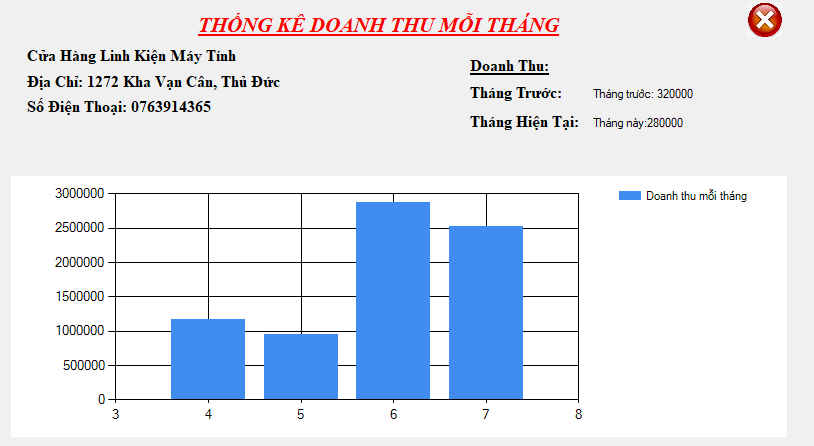 THỐNG KÊ DOANH THU MỖI THÁNG
Cửa Hàng Linh Kiện Máy Tính
Địa Chỉ: 1272 Kha Vạn Cân, Thủ Đức
Số Điện Thoại: 0763914365
Doanh Thu:
Tháng Trước: Tháng trước: 320000
Tháng Hiện Tại: Tháng này:280000
Doanh thu mỗi tháng
3000000
2500000
2000000
1500000
1000000
500000
0
3 4 5 6 7 8